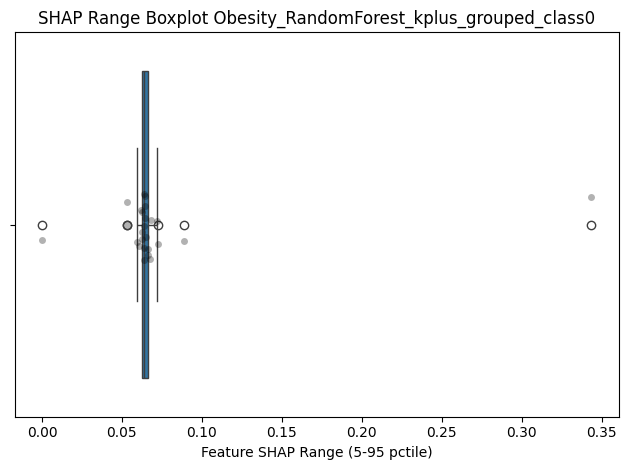 SHAP Range Boxplot Obesity_RandomForest_kplus_grouped_class0
0.00 0.05 0.10 0.15 0.20 0.25 0.30 0.35
Feature SHAP Range (5-95 pctile)